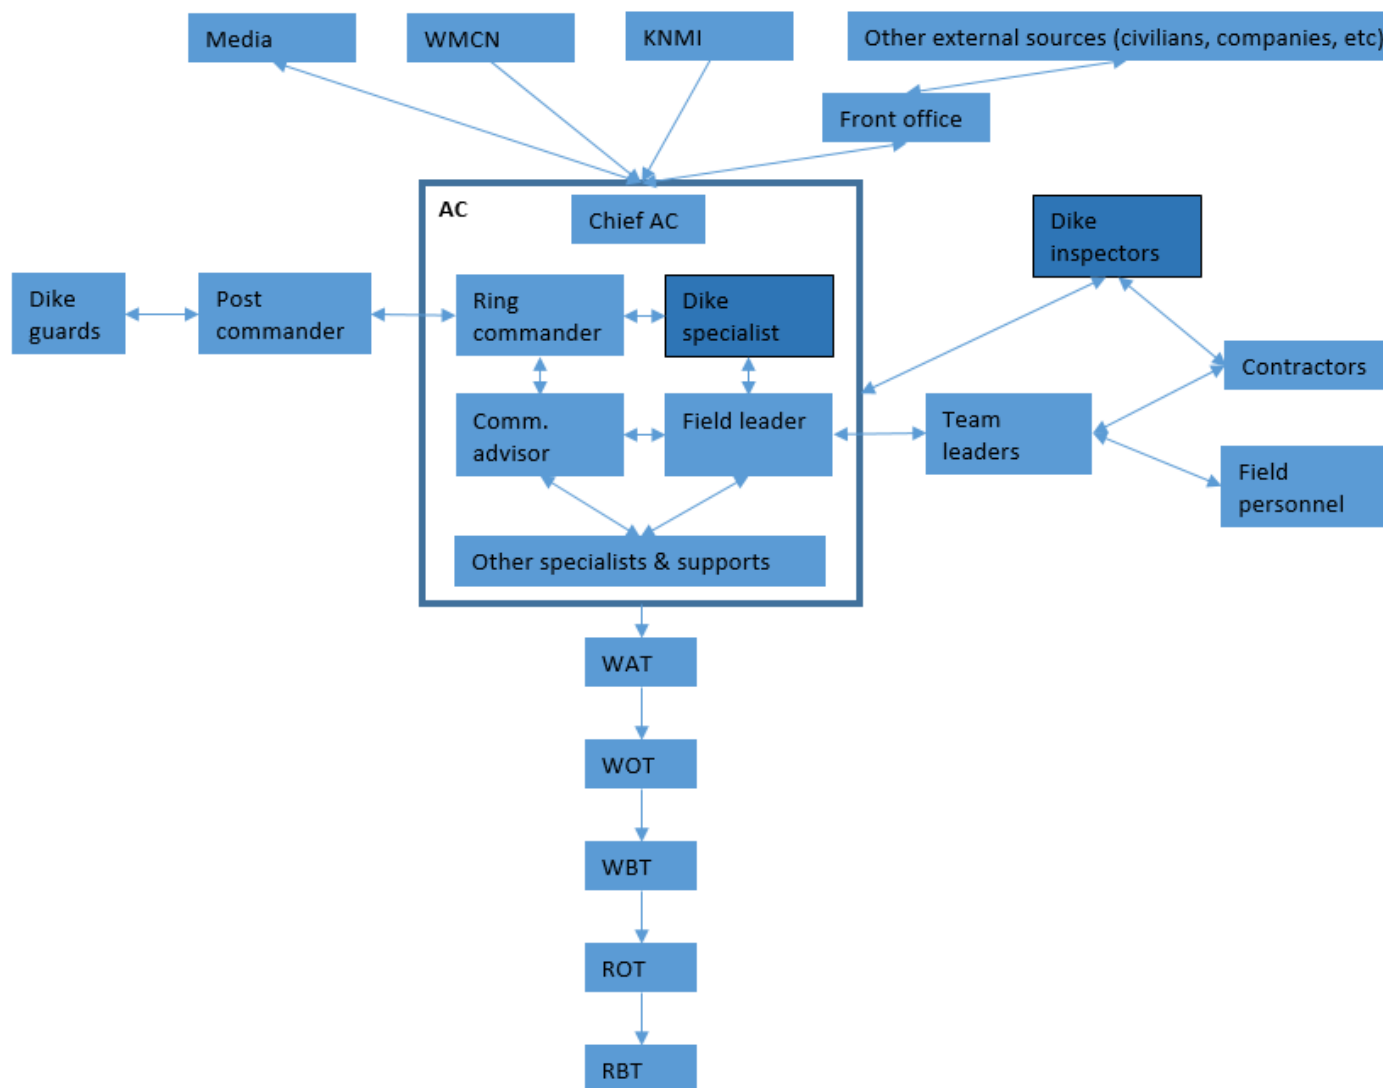 Media
WMCN
KNMI
Other external sources (civilians, companies, etc)
Front office
AC
Chief AC
Dike
inspectors
Dike
guards
Post
commander
Ring
commander
Dike
specialist
Contractors
Comm.
advisor
Field leader
Team
leaders
Field
personnel
Other specialists & supports
WAT
WOT
WBT
ROT
RBT